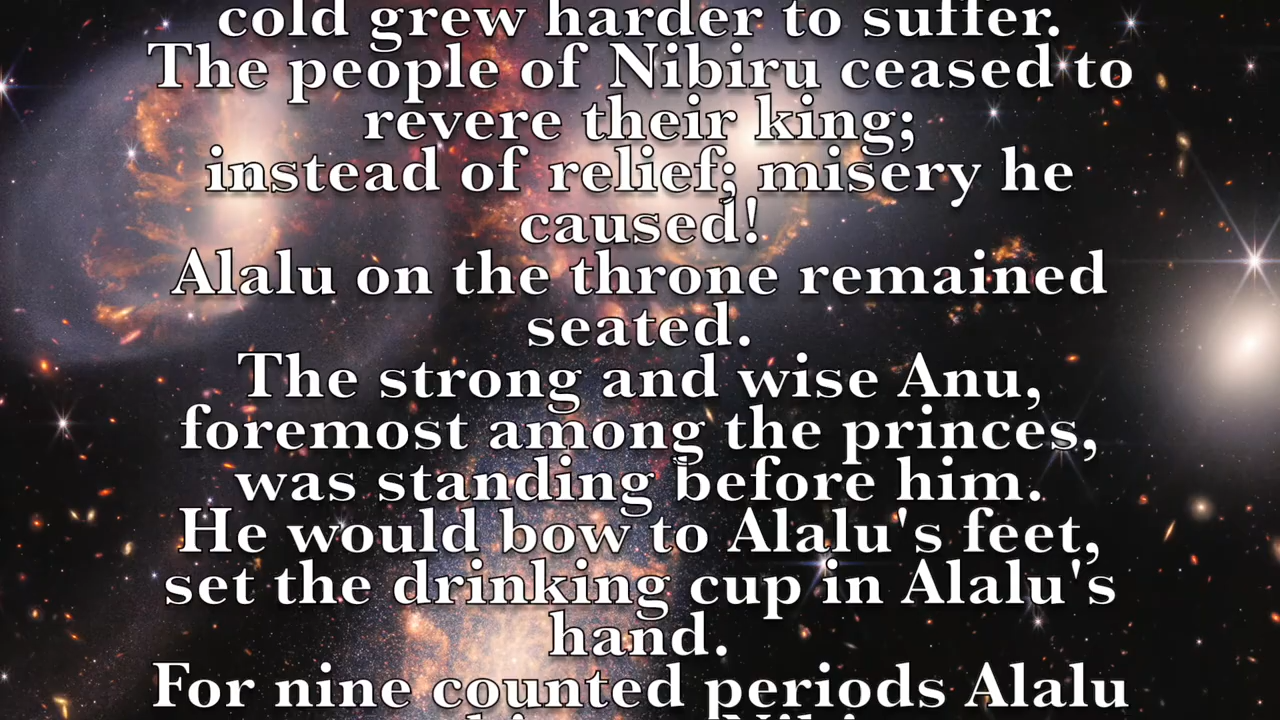 cold grew harder to suffer.
The people of Nibiru ceased to
revere their king;
instead of relief; misery he
caused!
Alalu on the throne remained
seated.
The strong and wise Anu,
foremost among the princes,
was standing before him.
He would bow to Alalu's feet,
set the drinking cup in Alalu's
hand.
For nine counted periods Alalu